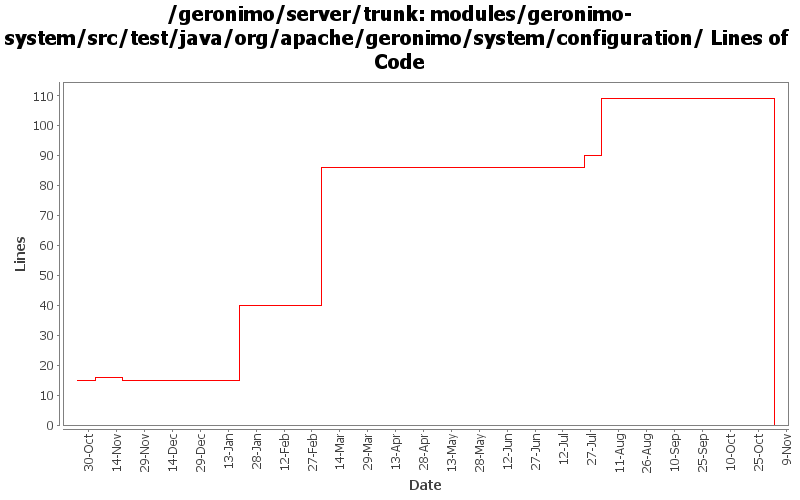 /geronimo/server/trunk: modules/geronimo-
system/src/test/java/org/apache/geronimo/system/configuration/ Lines of
Code
110
100
90
80
70
60
50
40
30
20
10
0
Lines
30-Oct
14-Nov
29-Nov
14-Dec
29-Dec
13-Jan
28-Jan
12-Feb
27-Feb
14-Mar
29-Mar
13-Apr
28-Apr
13-May
28-May
12-Jun
27-Jun
12-Jul
27-Jul
11-Aug
26-Aug
10-Sep
25-Sep
10-Oct
25-Oct
9-Nov
Date